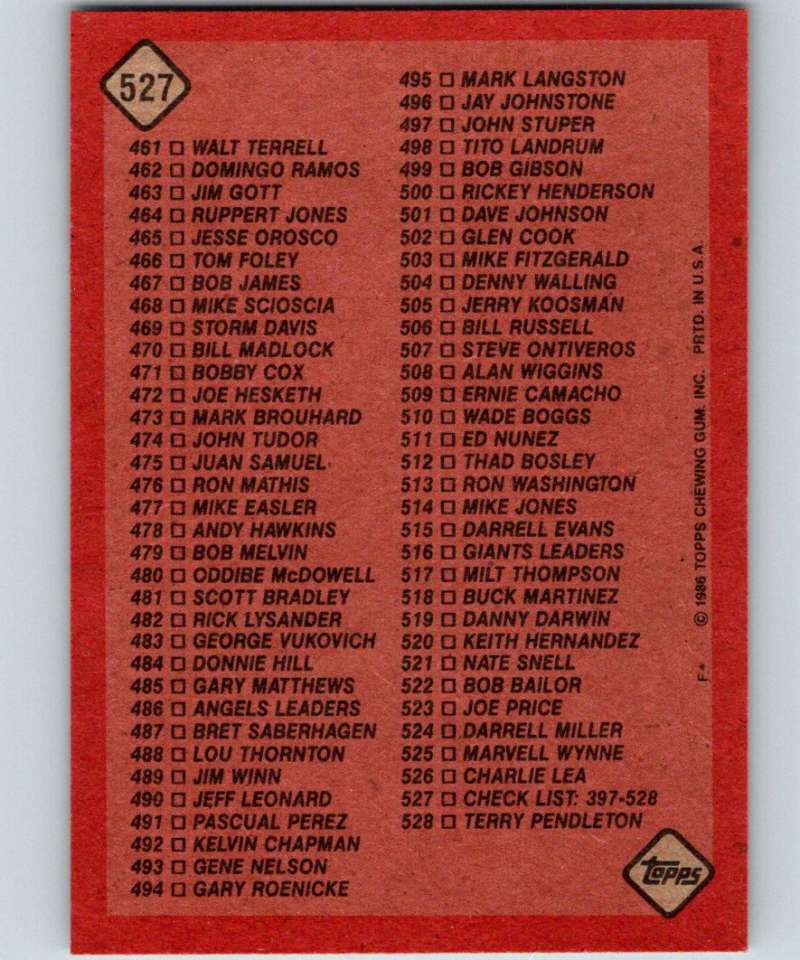 527
461 ☐ WALT TERRELL
462 ☐ DOMINGO RAMOS
463 ☐ JIM GOTT
464 ☐ RUPPERT JONES
465 ☐ JESSE OROSCO
466 ☐ TOM FOLEY
467 ☐ BOB JAMES
468 ☐ MIKE SCIOSCIA
469 ☐ STORM DAVIS
470 ☐ BILL MADLOCK
471 ☐ BOBBY COX
472 ☐ JOE HESKETH
473 ☐ MARK BROUHARD
474 ☐ JOHN TUDOR
475 ☐ JUAN SAMUEL
476 ☐ RON MATHIS
477 ☐ MIKE EASLER
478 ☐ ANDY HAWKINS
479 ☐ BOB MELVIN
480 ☐ ODDIBE McDOWELL
481 ☐ SCOTT BRADLEY
482 ☐ RICK LYSANDER
483 ☐ GEORGE VUKOVICH
484 ☐ DONNIE HILL
485 ☐ GARY MATTHEWS
486 ☐ ANGELS LEADERS
487 ☐ BRET SABERHAGEN
488 ☐ LOU THORNTON
489 ☐ JIM WINN
490 ☐ JEFF LEONARD
491 ☐ PASCUAL PEREZ
492 ☐ KELVIN CHAPMAN
493 ☐ GENE NELSON
494 ☐ GARY ROENICKE
495 ☐ MARK LANGSTON
496 ☐ JAY JOHNSTONE
497 ☐ JOHN STUPER
498 ☐ TITO LANDRUM
499 ☐ BOB GIBSON
500 ☐ RICKEY HENDERSON
501 ☐ DAVE JOHNSON
502 ☐ GLEN COOK
503 ☐ MIKE FITZGERALD
504 ☐ DENNY WALLING
505 ☐ JERRY KOOSMAN
506 ☐ BILL RUSSELL
507 ☐ STEVE ONTIVEROS
508 ☐ ALAN WIGGINS
509 ☐ ERNIE CAMACHO
510 ☐ WADE BOGGS
511 ☐ ED NUNEZ
512 ☐ THAD BOSLEY
513 ☐ RON WASHINGTON
514 ☐ MIKE JONES
515 ☐ DARRELL EVANS
516 ☐ GIANTS LEADERS
517 ☐ MILT THOMPSON
518 ☐ BUCK MARTINEZ
519 ☐ DANNY DARWIN
520 ☐ KEITH HERNANDEZ
521 ☐ NATE SNELL
522 ☐ BOB BAILOR
523 ☐ JOE PRICE
524 ☐ DARRELL MILLER
525 ☐ MARVELL WYNNE
526 ☐ CHARLIE LEA
527 ☐ CHECK LIST: 397-528
528 ☐ TERRY PENDLETON
F* © 1986 TOPPS CHEWING GUM. INC. PRTD. IN U.S.A.
topps